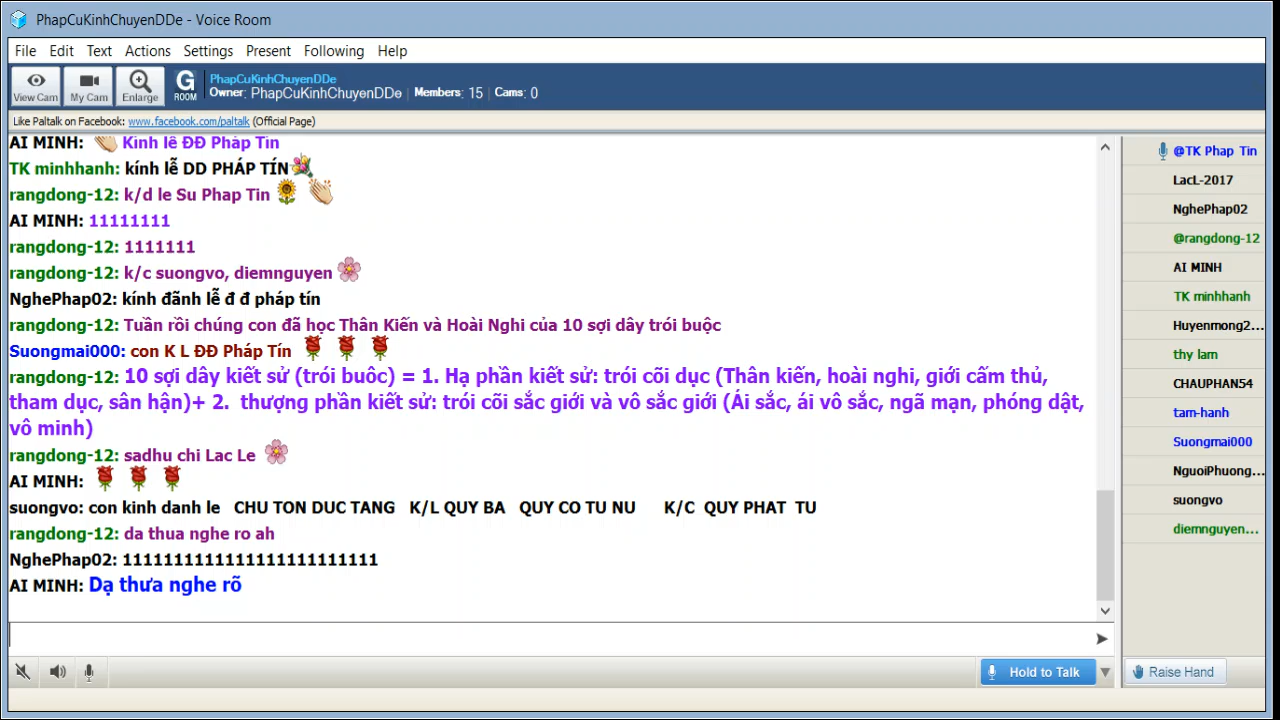 PhapCuKinhChuyenDDe - Voice Room
File Edit Text Actions Settings Present Following Help
View Cam My Cam Enlarge G ROOM
PhapCuKinhChuyenDDe
Owner: PhapCuKinhChuyenDDe Members: 15 Cams: 0
Like Paltalk on Facebook: www.facebook.com/paltalk (Official Page)
AI MINH: Kính lễ ĐĐ Pháp Tín
TK minhhanh: kính lễ DD PHÁP TÍN
rangdong-12: k/d le Su Phap Tin
AI MINH: 11111111
rangdong-12: 1111111
rangdong-12: k/c suongvo, diemnguyen
NghePhap02: kính đãnh lễ đ đ pháp tín
rangdong-12: Tuần rồi chúng con đã học Thân Kiến và Hoài Nghi của 10 sợi dây trói buộc
Suongmai000: con K L ĐĐ Pháp Tín
rangdong-12: 10 sợi dây kiết sử (trói buôc) = 1. Hạ phần kiết sử: trói cõi dục (Thân kiến, hoài nghi, giới cấm thủ,
tham dục, sân hận)+ 2. thượng phần kiết sử: trói cõi sắc giới và vô sắc giới (Ái sắc, ái vô sắc, ngã mạn, phóng dật,
vô minh)
rangdong-12: sadhu chi Lac Le
AI MINH:
suongvo: con kinh danh le CHU TON DUC TANG K/L QUY BA QUY CO TU NU K/C QUY PHAT TU
rangdong-12: da thua nghe ro ah
NghePhap02: 11111111111111111111111111
AI MINH: Dạ thưa nghe rõ
@TK Phap Tin
LacL-2017
NghePhap02
@rangdong-12
AI MINH
TK minhhanh
Huyenmong2...
thy lam
CHAUPHAN54
tam-hanh
Suongmai000
NguoiPhuong...
suongvo
diemnguyen...
Hold to Talk
Raise Hand